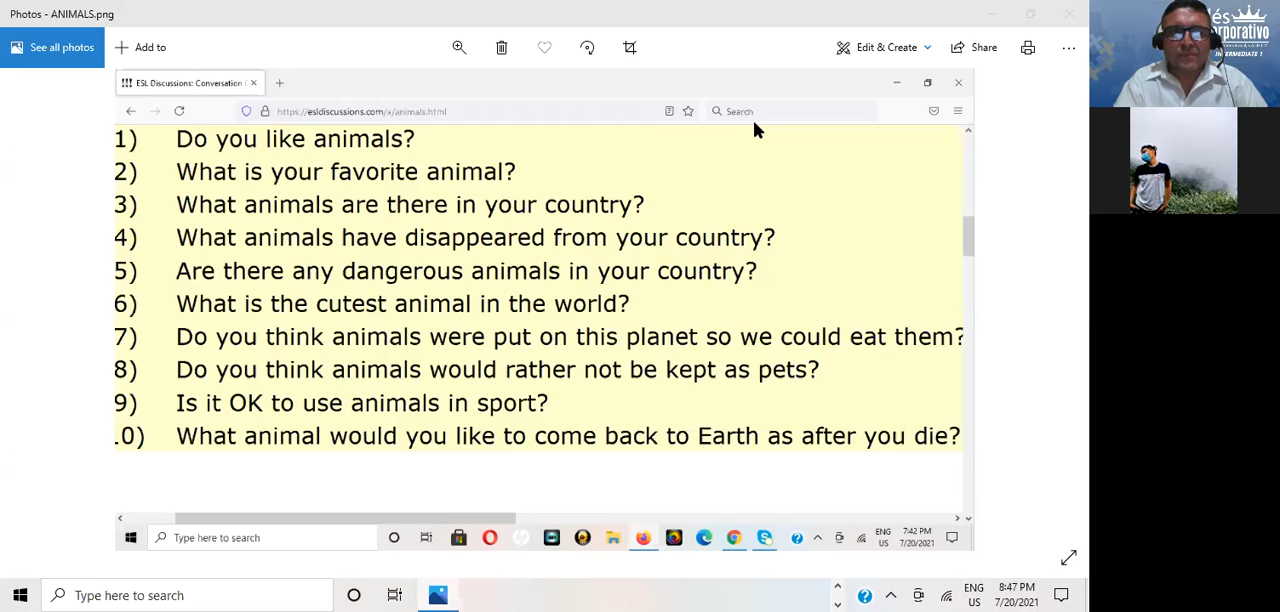 Photos - ANIMALS.png
See all photos
Add to
Edit & Create
Share
ESL Discussions: Conversation
https://esldiscussions.com/a/animals.html
Search
1) Do you like animals?
2) What is your favorite animal?
3) What animals are there in your country?
4) What animals have disappeared from your country?
5) Are there any dangerous animals in your country?
6) What is the cutest animal in the world?
7) Do you think animals were put on this planet so we could eat them?
8) Do you think animals would rather not be kept as pets?
9) Is it OK to use animals in sport?
.0) What animal would you like to come back to Earth as after you die?
Type here to search
ENG
US
7:42 PM
7/20/2021
Type here to search
ENG
US
8:47 PM
7/20/2021
és
orporativo
INTERMEDIATE 1